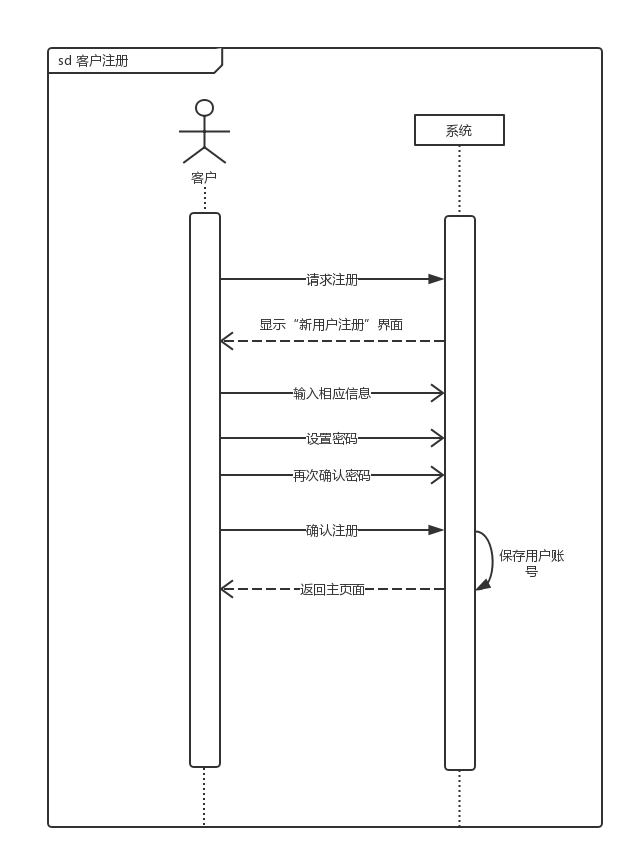 sd 客户注册
系统
客户
请求注册
显示“新用户注册”界面
输入相应信息
设置密码
再次确认密码
确认注册
保存用户账
号
返回主页面